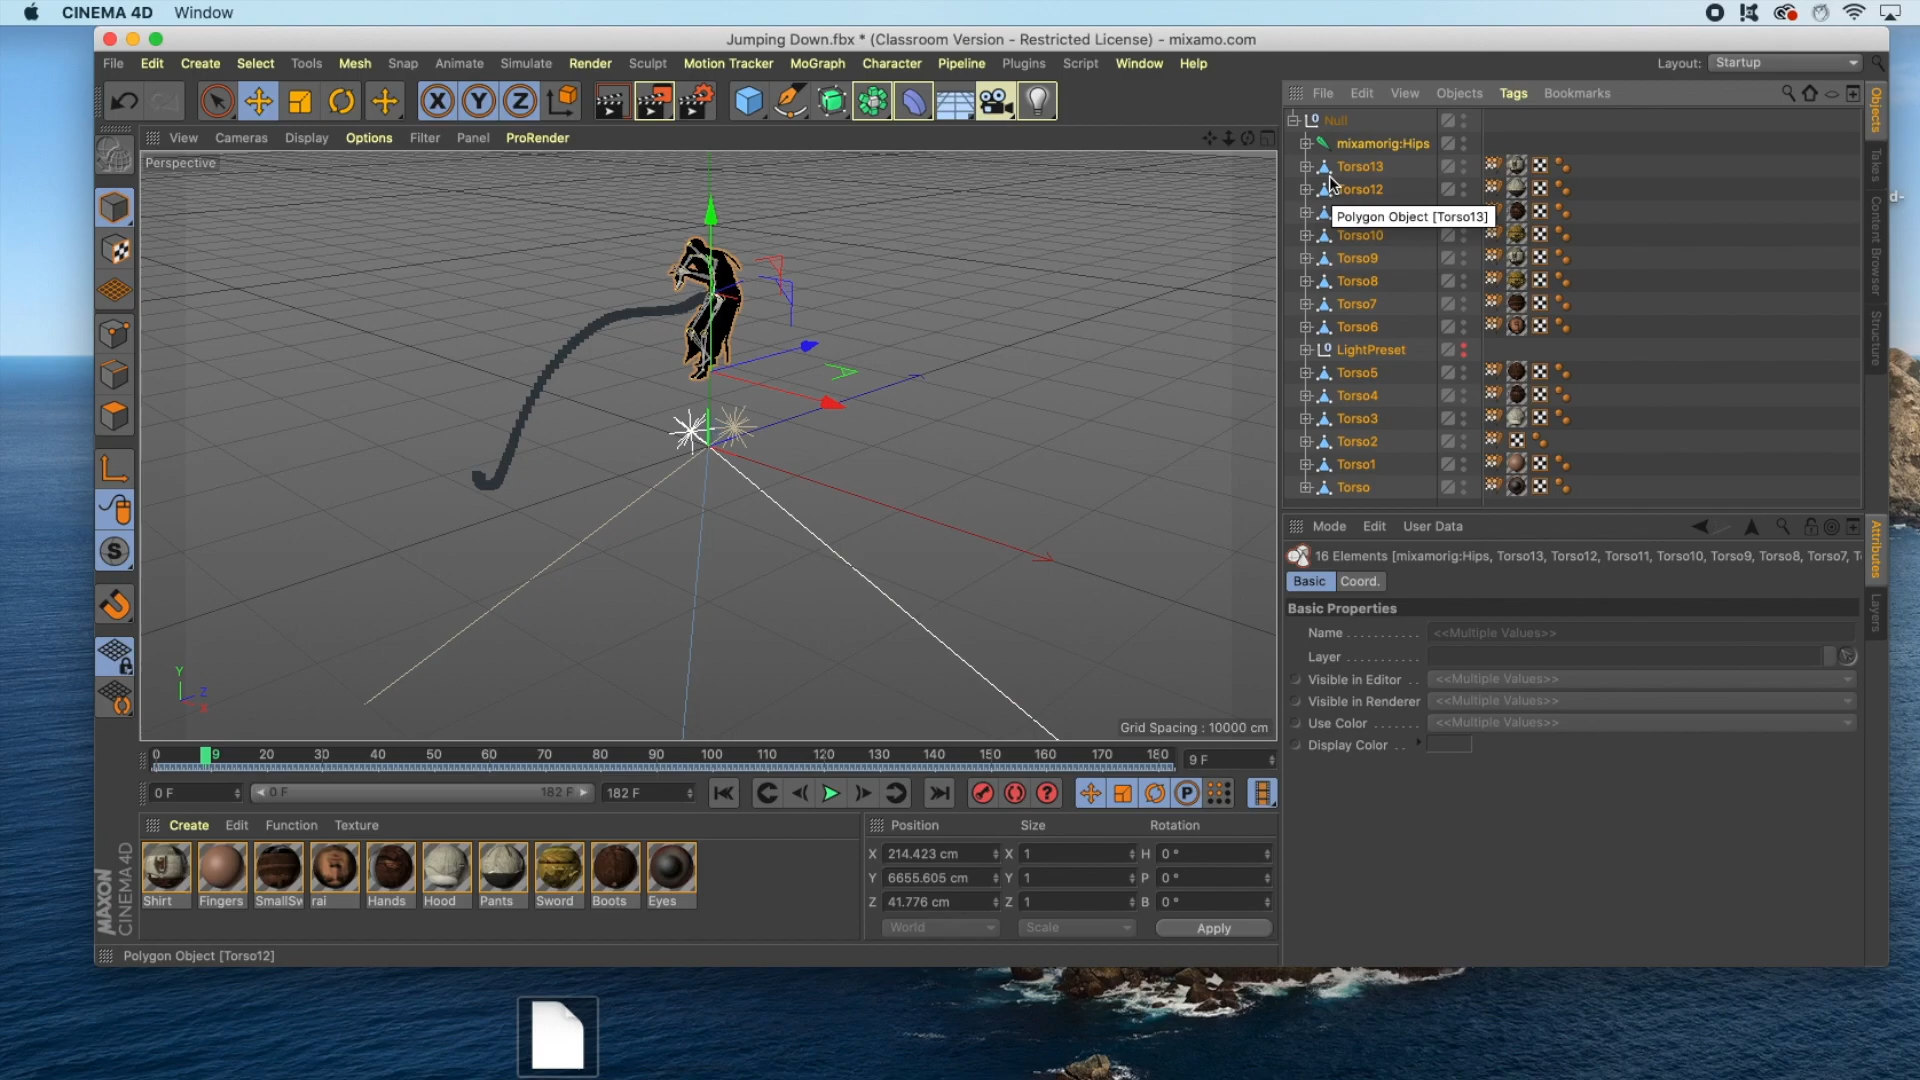 CINEMA 4D Window
Jumping Down.fbx * (Classroom Version - Restricted License) - mixamo.com
File Edit Create Select Tools Mesh Snap Animate Simulate Render Sculpt Motion Tracker MoGraph Character Pipeline Plugins Script Window Help
Layout: Startup
X Y Z
File Edit View Objects Tags Bookmarks
View Cameras Display Options Filter Panel ProRender
Perspective
Null
mixamorig:Hips
Torso13
Torso12
Polygon Object [Torso13]
Torso10
Torso9
Torso8
Torso7
Torso6
LightPreset
Torso5
Torso4
Torso3
Torso2
Torso1
Torso
Objects
Takes
Content Browser
Structure
Mode Edit User Data
16 Elements [mixamorig:Hips, Torso13, Torso12, Torso11, Torso10, Torso9, Torso8, Torso7, T
Basic Coord.
Basic Properties
Name . . . . . . . . . . <<Multiple Values>>
Layer . . . . . . . . . .
Visible in Editor . . <<Multiple Values>>
Visible in Renderer <<Multiple Values>>
Use Color . . . . . . . <<Multiple Values>>
Display Color . .
Attributes
Layers
Y
Z
X
Grid Spacing : 10000 cm
0 9 20 30 40 50 60 70 80 90 100 110 120 130 140 150 160 170 180 9 F
0 F 0 F 182 F 182 F
P
Create Edit Function Texture
Shirt Fingers SmallSw rai Hands Hood Pants Sword Boots Eyes
Position Size Rotation
X 214.423 cm X 1 H 0 °
Y 6655.605 cm Y 1 P 0 °
Z 41.776 cm Z 1 B 0 °
World Scale Apply
MAXON
CINEMA 4D
Polygon Object [Torso12]